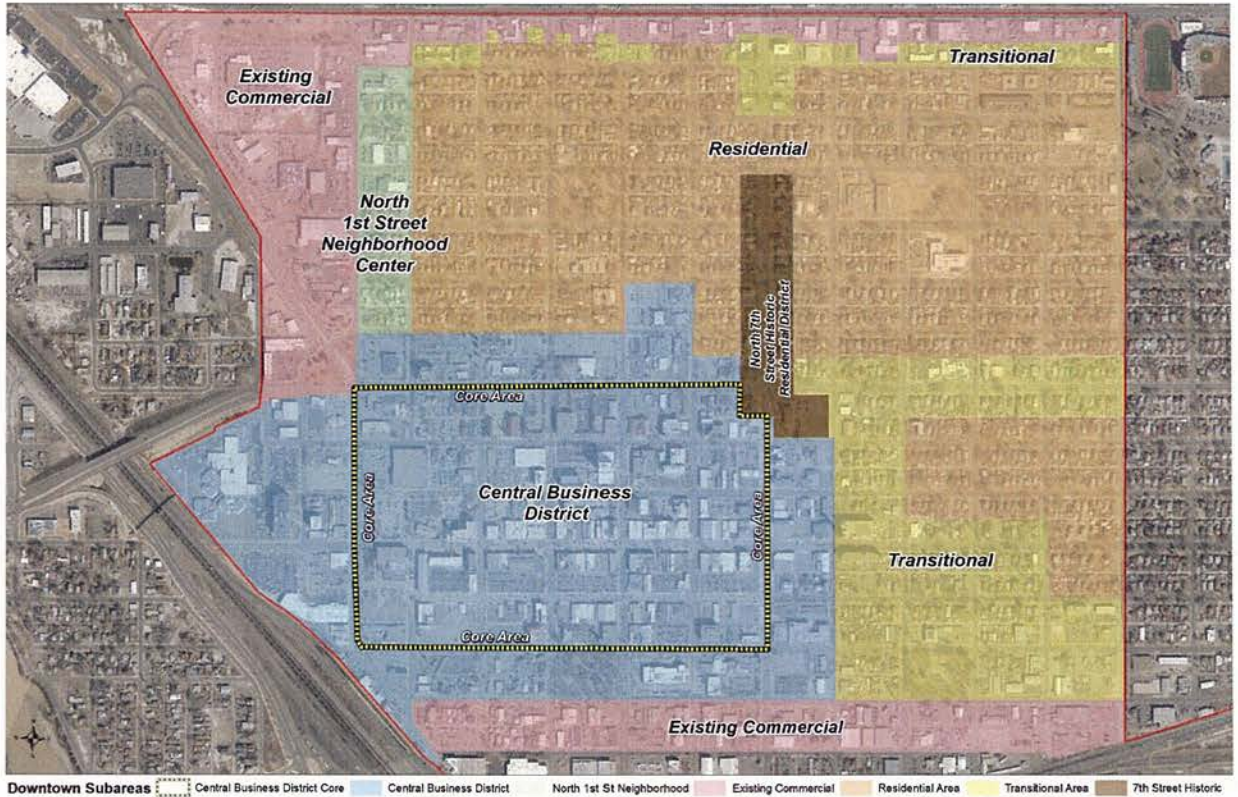 Existing
Commercial
Transitional
Residential
North
1st Street
Neighborhood
Center
North 7th
Street Historic
Residential District
Core Area
Core Area
Central Business
District
Core Area
Transitional
Core Area
Existing Commercial
Downtown Subareas Central Business District Core Central Business District North 1st St Neighborhood Existing Commercial Residential Area Transitional Area 7th Street Historic